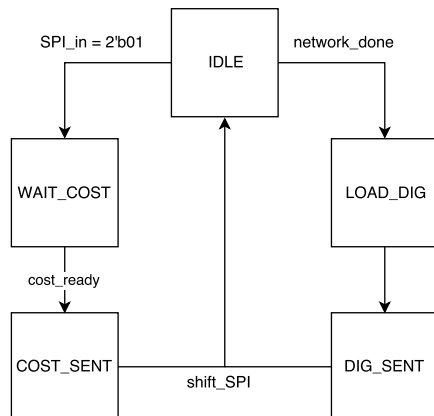 SPI_in = 2'b01
IDLE
network_done
WAIT_COST
LOAD_DIG
cost_ready
COST_SENT
shift_SPI
DIG_SENT